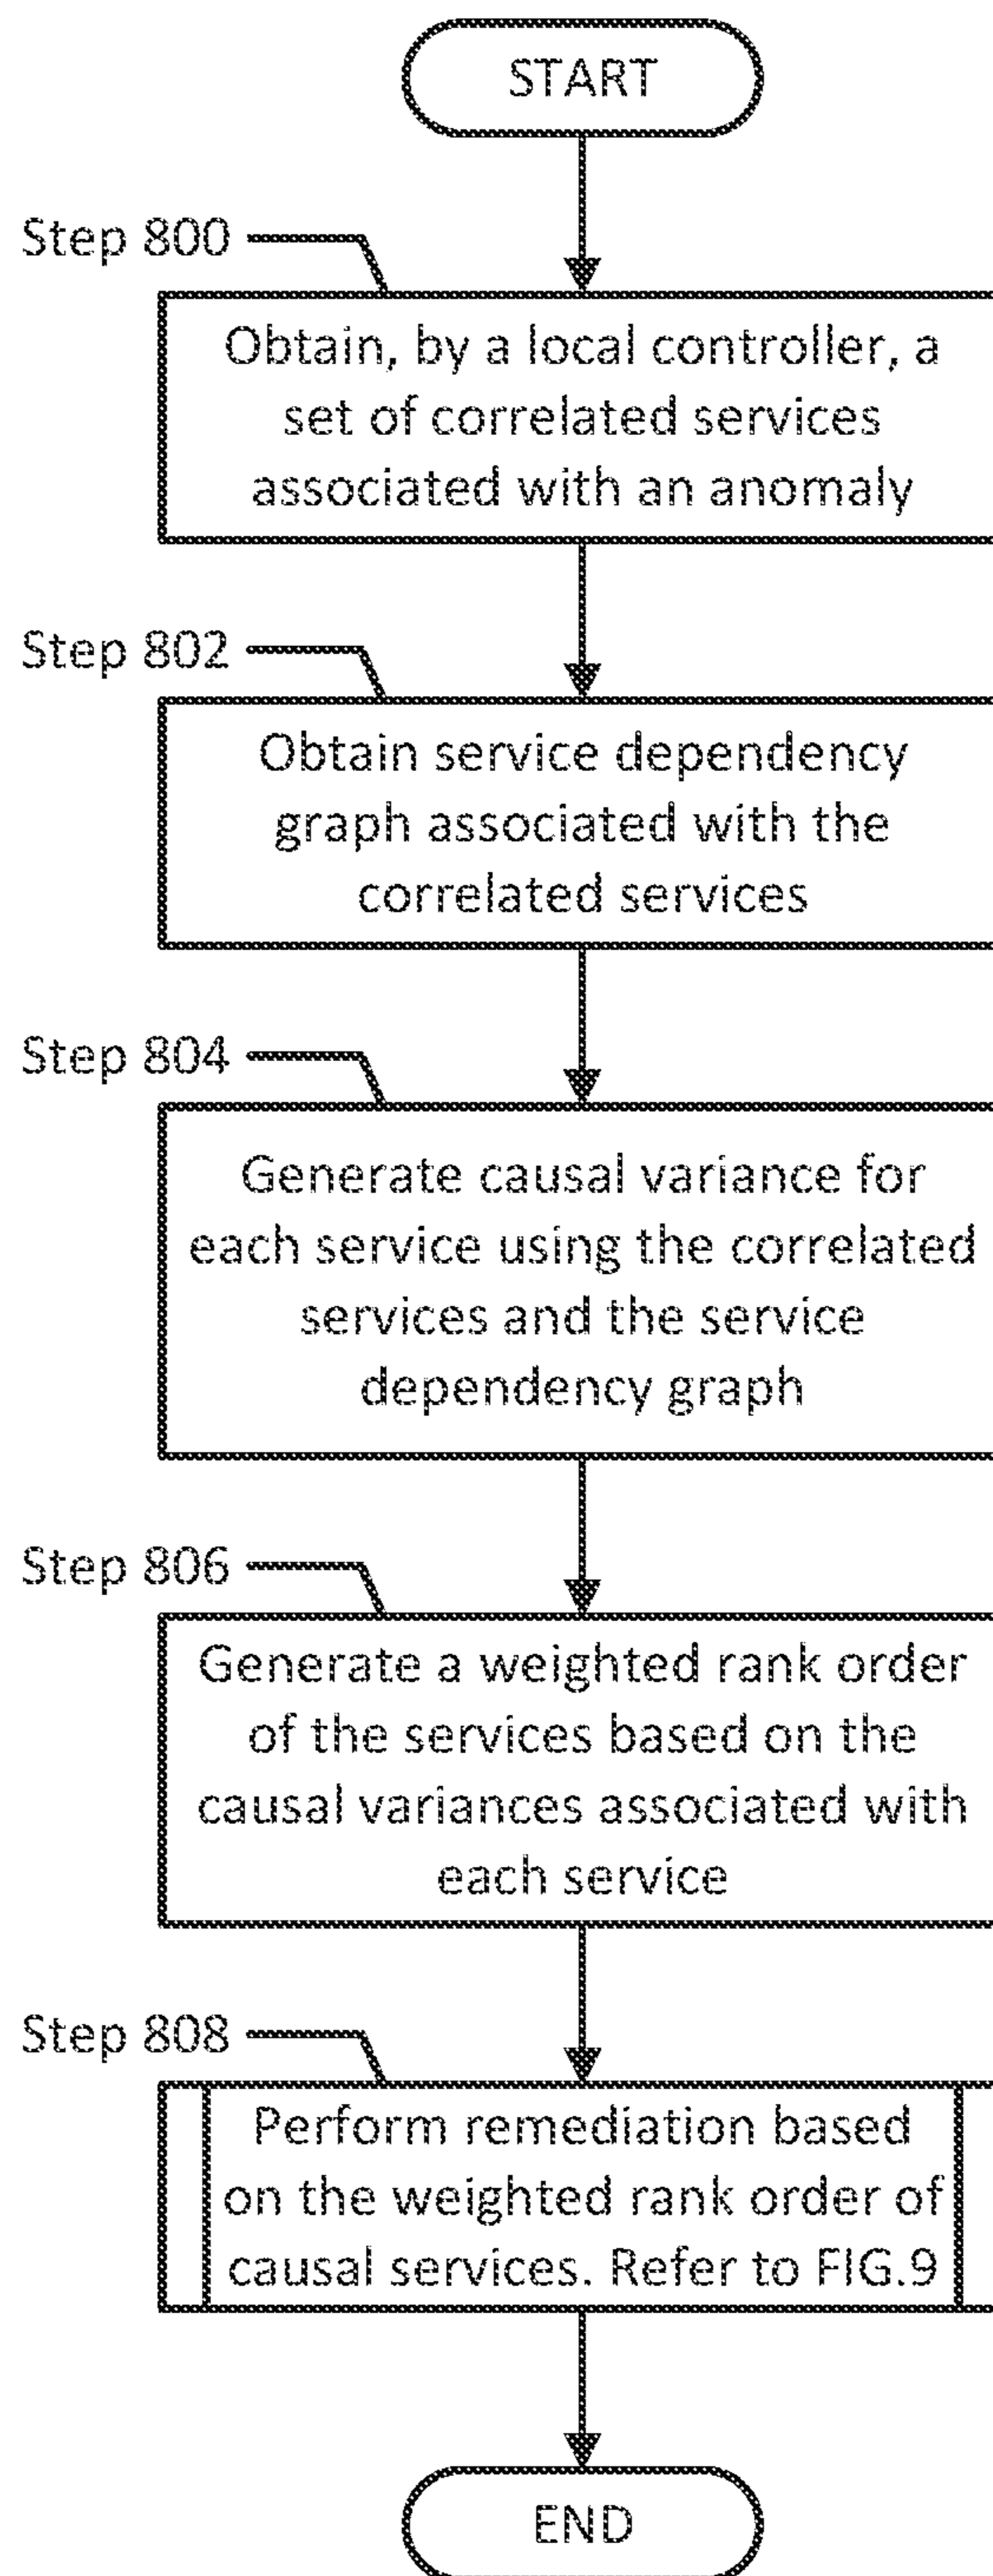 START
Step 800
Obtain, by a local controller, a
set of correlated services
associated with an anomaly
Step 802
Obtain service dependency
graph associated with the
correlated services
Step 804
Generate causal variance for
each service using the correlated
services and the service
dependency graph
Step 806
Generate a weighted rank order
of the services based on the
causal variances associated with
each service
Step 808
Perform remediation based
on the weighted rank order of
causal services. Refer to FIG.9
END